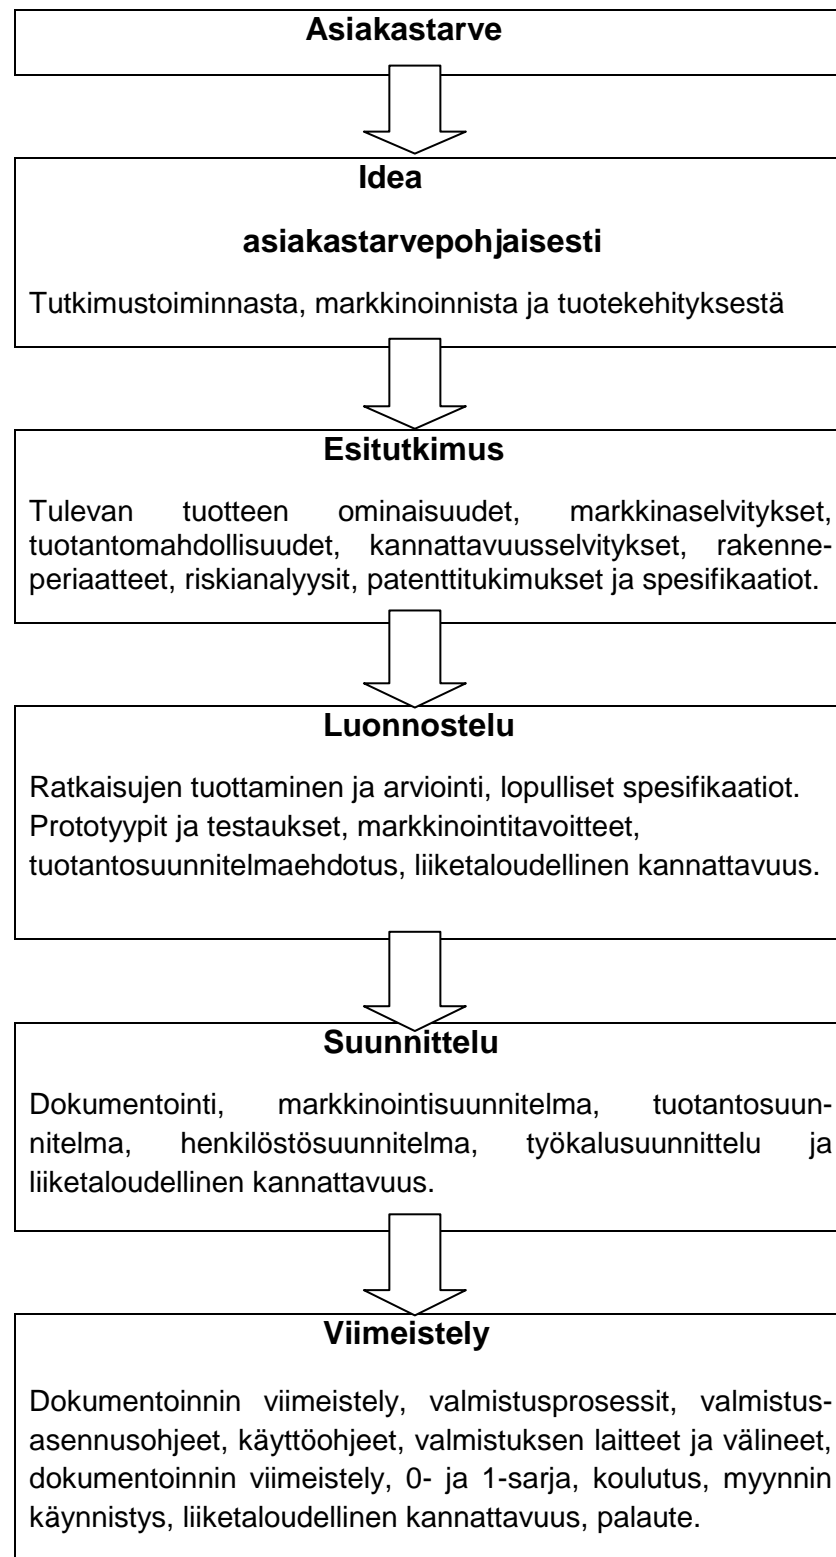 Asiakastarve
Idea
asiakastarvepohjaisesti
Tutkimustoiminnasta, markkinoinnista ja tuotekehityksestä
Esitutkimus
Tulevan tuotteen ominaisuudet, markkinaselvitykset,
tuotantomahdollisuudet, kannattavuusselvitykset, rakenne-
periaatteet, riskianalyysit, patenttitukimukset ja spesifikaatiot.
Luonnostelu
Ratkaisujen tuottaminen ja arviointi, lopulliset spesifikaatiot.
Prototyypit ja testaukset, markkinointitavoitteet,
tuotantosuunnitelmaehdotus, liiketaloudellinen kannattavuus.
Suunnittelu
Dokumentointi, markkinointisuunnitelma, tuotantosuun-
nitelma, henkilöstösuunnitelma, työkalusuunnittelu ja
liiketaloudellinen kannattavuus.
Viimeistely
Dokumentoinnin viimeistely, valmistusprosessit, valmistus-
asennusohjeet, käyttöohjeet, valmistuksen laitteet ja välineet,
dokumentoinnin viimeistely, 0- ja 1-sarja, koulutus, myynnin
käynnistys, liiketaloudellinen kannattavuus, palaute.